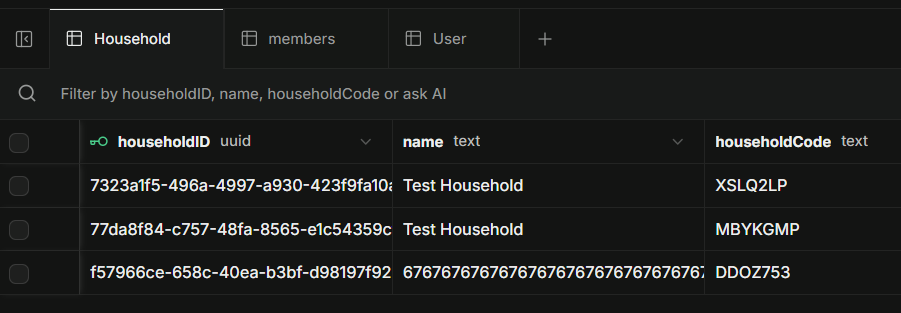 Household members User
Filter by householdID, name, householdCode or ask AI
householdID uuid name text householdCode text
7323a1f5-496a-4997-a930-423f9fa10a Test Household XSLQ2LP
77da8f84-c757-48fa-8565-e1c54359c Test Household MBYKGMP
f57966ce-658c-40ea-b3bf-d98197f92 6767676767676767676767676767676767 DDOZ753